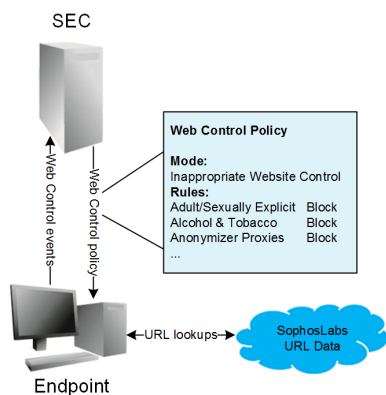 SEC
Web Control Policy
Mode:
Inappropriate Website Control
Rules:
Adult/Sexually Explicit Block
Alcohol & Tobacco Block
Anonymizer Proxies Block
...
Web Control events
Web Control policy
URL lookups
SophosLabs
URL Data
Endpoint